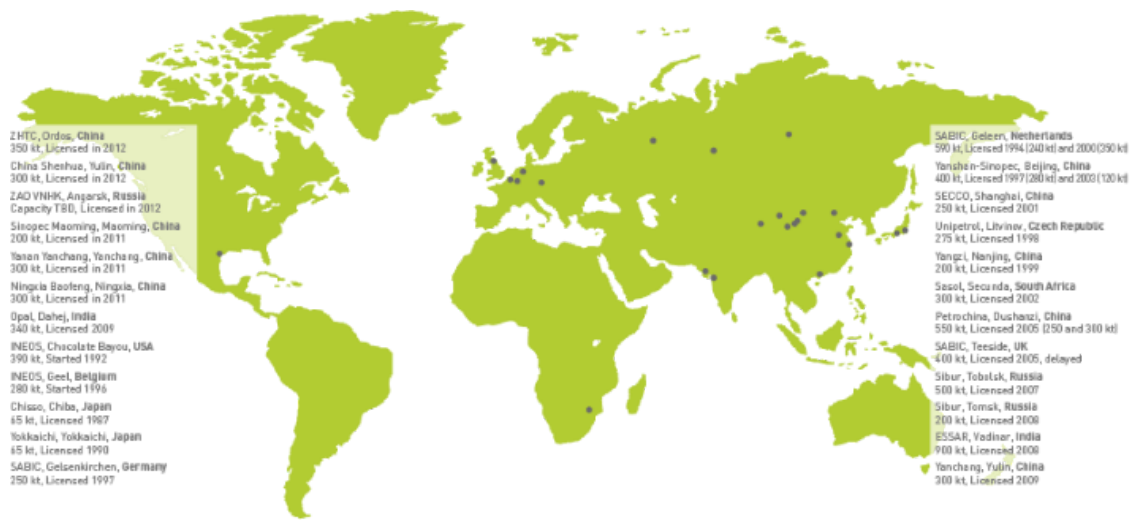 ZHTC, Ordos, China
350 kt, Licensed in 2012
China Shenhua, Yulin, China
300 kt, Licensed in 2012
ZAO VNHK, Angarsk, Russia
Capacity TBD, Licensed in 2012
Sinopec Maoming, Maoming, China
200 kt, Licensed in 2011
Yanan Yanchang, Yanchang, China
300 kt, Licensed in 2011
Ningxia Baofeng, Ningxia, China
300 kt, Licensed in 2011
Opal, Dahej, India
340 kt, Licensed 2009
INEOS, Chocolate Bayou, USA
390 kt, Started 1992
INEOS, Geel, Belgium
280 kt, Started 1996
Chisso, Chiba, Japan
65 kt, Licensed 1987
Yokkaichi, Yokkaichi, Japan
65 kt, Licensed 1990
SABIC, Gelsenkirchen, Germany
250 kt, Licensed 1997
SABIC, Geleen, Netherlands
590 kt, Licensed 1994 (240 kt) and 2000 (350 kt)
Yanshan-Sinopec, Beijing, China
400 kt, Licensed 1997 (280 kt) and 2003 (120 kt)
SECCO, Shanghai, China
250 kt, Licensed 2001
Unipetrol, Litvinov, Czech Republic
275 kt, Licensed 1998
Yangzi, Nanjing, China
200 kt, Licensed 1999
Sasol, Secunda, South Africa
300 kt, Licensed 2002
Petrochina, Dushanzi, China
550 kt, Licensed 2005 (250 and 300 kt)
SABIC, Teeside, UK
400 kt, Licensed 2005, delayed
Sibur, Tobolsk, Russia
500 kt, Licensed 2007
Sibur, Tomsk, Russia
200 kt, Licensed 2008
ESSAR, Vadinar, India
900 kt, Licensed 2008
Yanchang, Yulin, China
300 kt, Licensed 2009